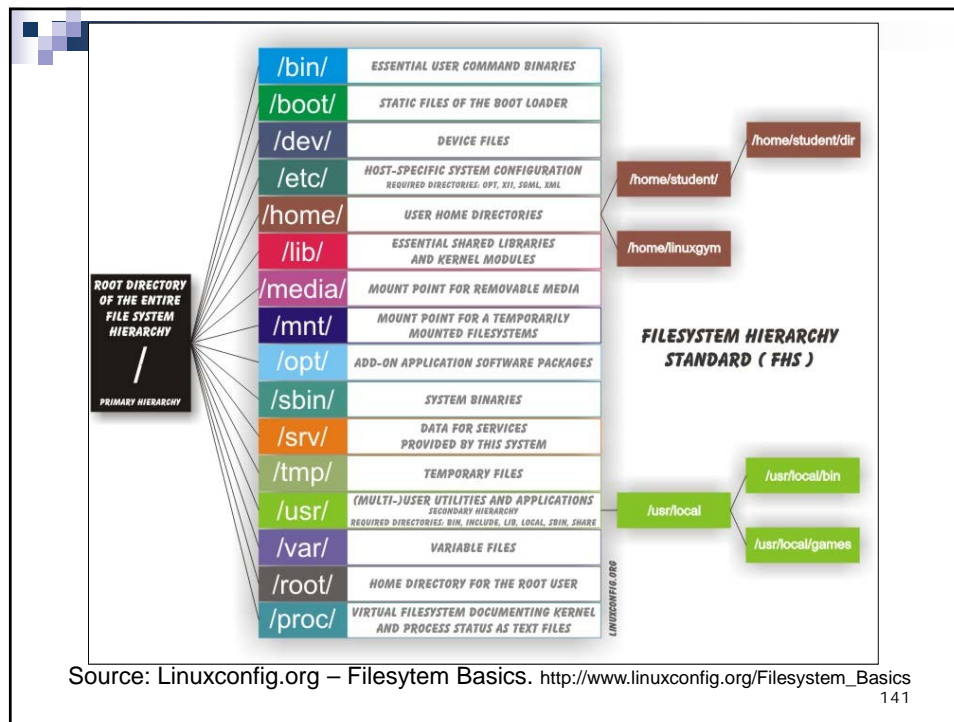 ROOT DIRECTORY
OF THE ENTIRE
FILE SYSTEM
HIERARCHY
/
PRIMARY HIERARCHY
/bin/ ESSENTIAL USER COMMAND BINARIES
/boot/ STATIC FILES OF THE BOOT LOADER
/dev/ DEVICE FILES
/etc/ HOST-SPECIFIC SYSTEM CONFIGURATION
REQUIRED DIRECTORIES: OPT, XII, SGML, XML
/home/ USER HOME DIRECTORIES
/lib/ ESSENTIAL SHARED LIBRARIES
AND KERNEL MODULES
/media/ MOUNT POINT FOR REMOVABLE MEDIA
/mnt/ MOUNT POINT FOR A TEMPORARILY
MOUNTED FILESYSTEMS
/opt/ ADD-ON APPLICATION SOFTWARE PACKAGES
/sbin/ SYSTEM BINARIES
/srv/ DATA FOR SERVICES
PROVIDED BY THIS SYSTEM
/tmp/ TEMPORARY FILES
/usr/ (MULTI-)USER UTILITIES AND APPLICATIONS
SECONDARY HIERARCHY
REQUIRED DIRECTORIES: BIN, INCLUDE, LIB, LOCAL, SBIN, SHARE
/var/ VARIABLE FILES
/root/ HOME DIRECTORY FOR THE ROOT USER
/proc/ VIRTUAL FILESYSTEM DOCUMENTING KERNEL
AND PROCESS STATUS AS TEXT FILES
/home/student/
/home/student/dir
/home/linuxgym
FILESYSTEM HIERARCHY
STANDARD ( FHS )
/usr/local
/usr/local/bin
/usr/local/games
LINUXCONFIG.ORG
Source: Linuxconfig.org – Filesytem Basics. http://www.linuxconfig.org/Filesystem_Basics
141